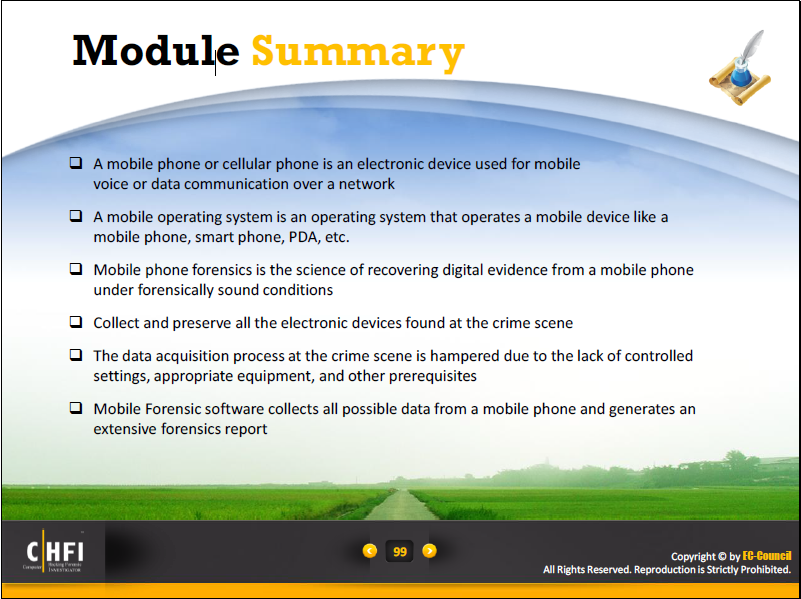 Module Summary
❑ A mobile phone or cellular phone is an electronic device used for mobile
voice or data communication over a network
❑ A mobile operating system is an operating system that operates a mobile device like a
mobile phone, smart phone, PDA, etc.
❑ Mobile phone forensics is the science of recovering digital evidence from a mobile phone
under forensically sound conditions
❑ Collect and preserve all the electronic devices found at the crime scene
❑ The data acquisition process at the crime scene is hampered due to the lack of controlled
settings, appropriate equipment, and other prerequisites
❑ Mobile Forensic software collects all possible data from a mobile phone and generates an
extensive forensics report
CHFI
Computer Hacking Forensic
INVESTIGATOR
99
Copyright © by EC-Council
All Rights Reserved. Reproduction is Strictly Prohibited.